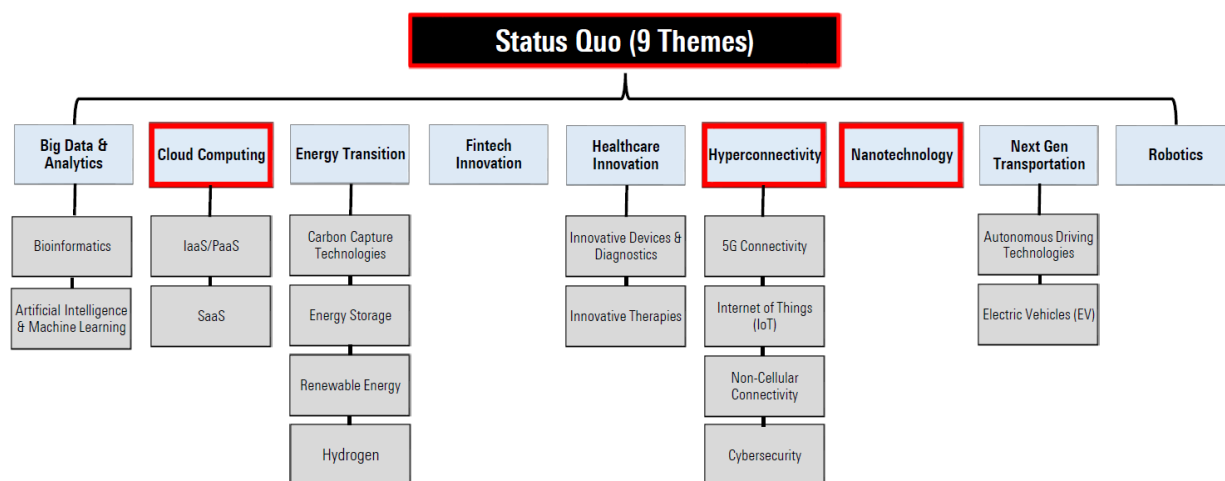 Status Quo (9 Themes)
Big Data &
Analytics
Cloud Computing
Energy Transition
Fintech
Innovation
Healthcare
Innovation
Hyperconnectivity
Nanotechnology
Next Gen
Transportation
Robotics
Bioinformatics
Artificial Intelligence
& Machine Learning
IaaS/PaaS
SaaS
Carbon Capture
Technologies
Energy Storage
Renewable Energy
Hydrogen
Innovative Devices &
Diagnostics
Innovative Therapies
5G Connectivity
Internet of Things
(IoT)
Non-Cellular
Connectivity
Cybersecurity
Autonomous Driving
Technologies
Electric Vehicles (EV)